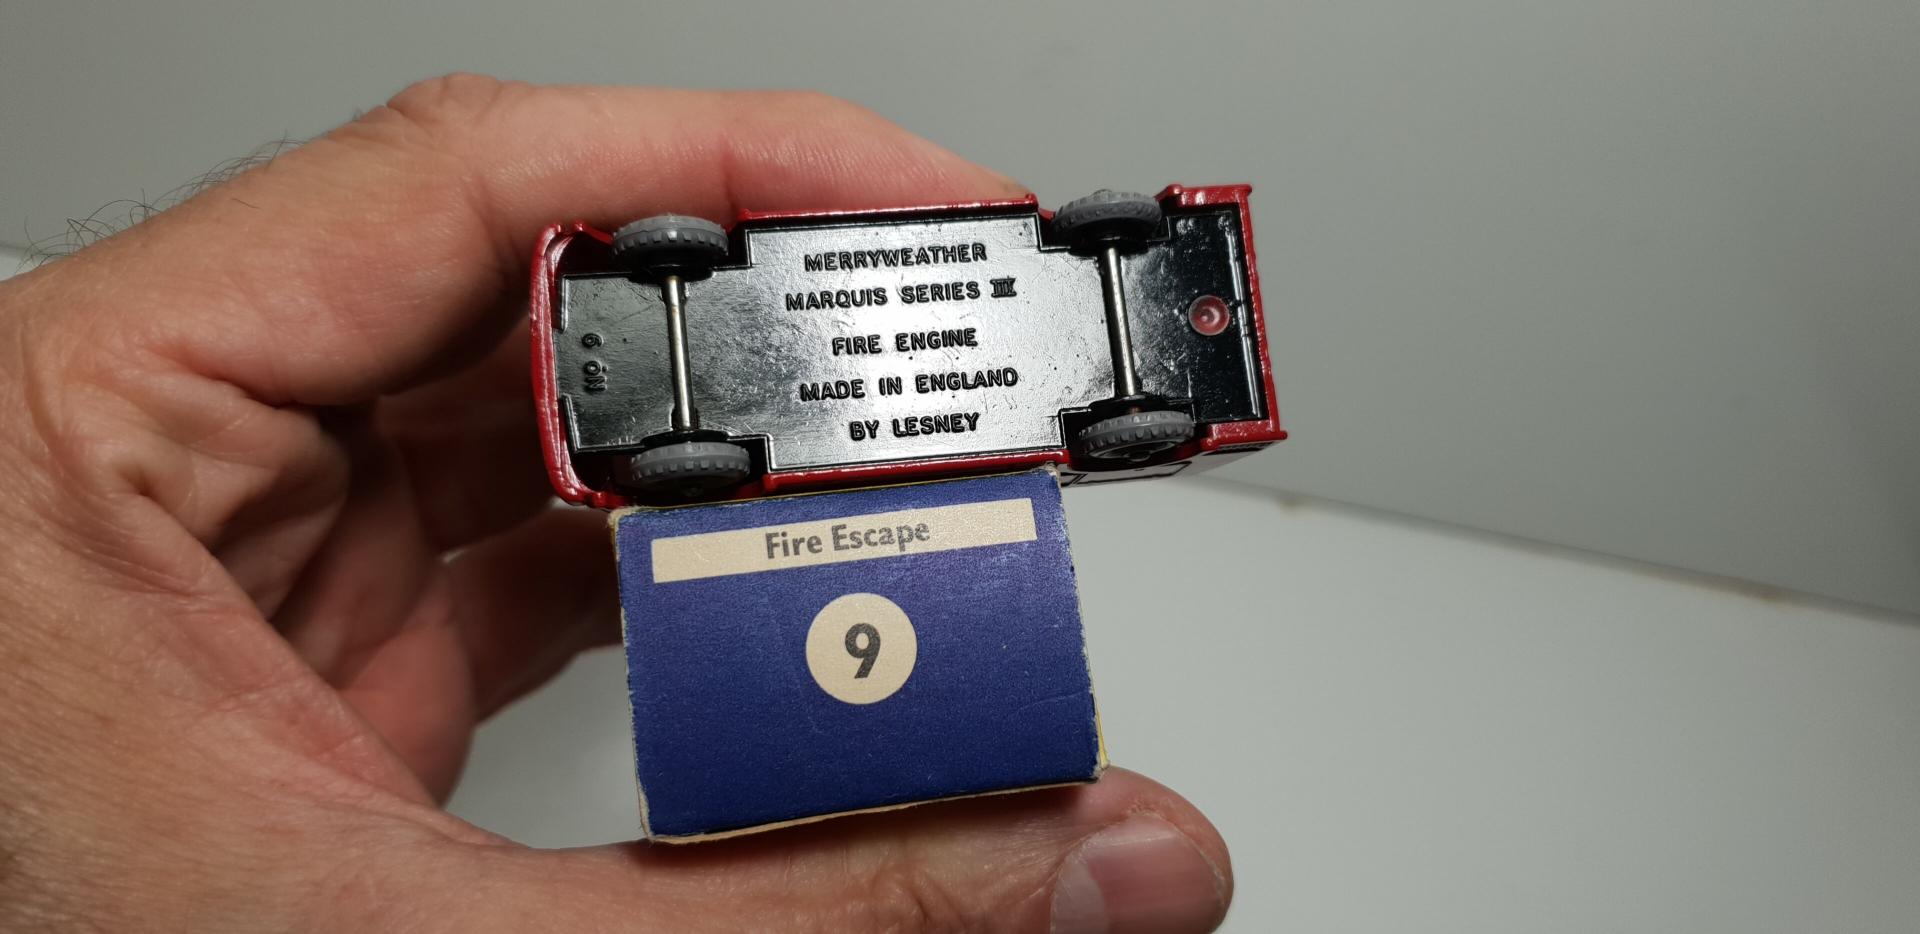 MERRYWEATHER
MARQUIS SERIES III
FIRE ENGINE
MADE IN ENGLAND
BY LESNEY
No 9
Fire Escape
9